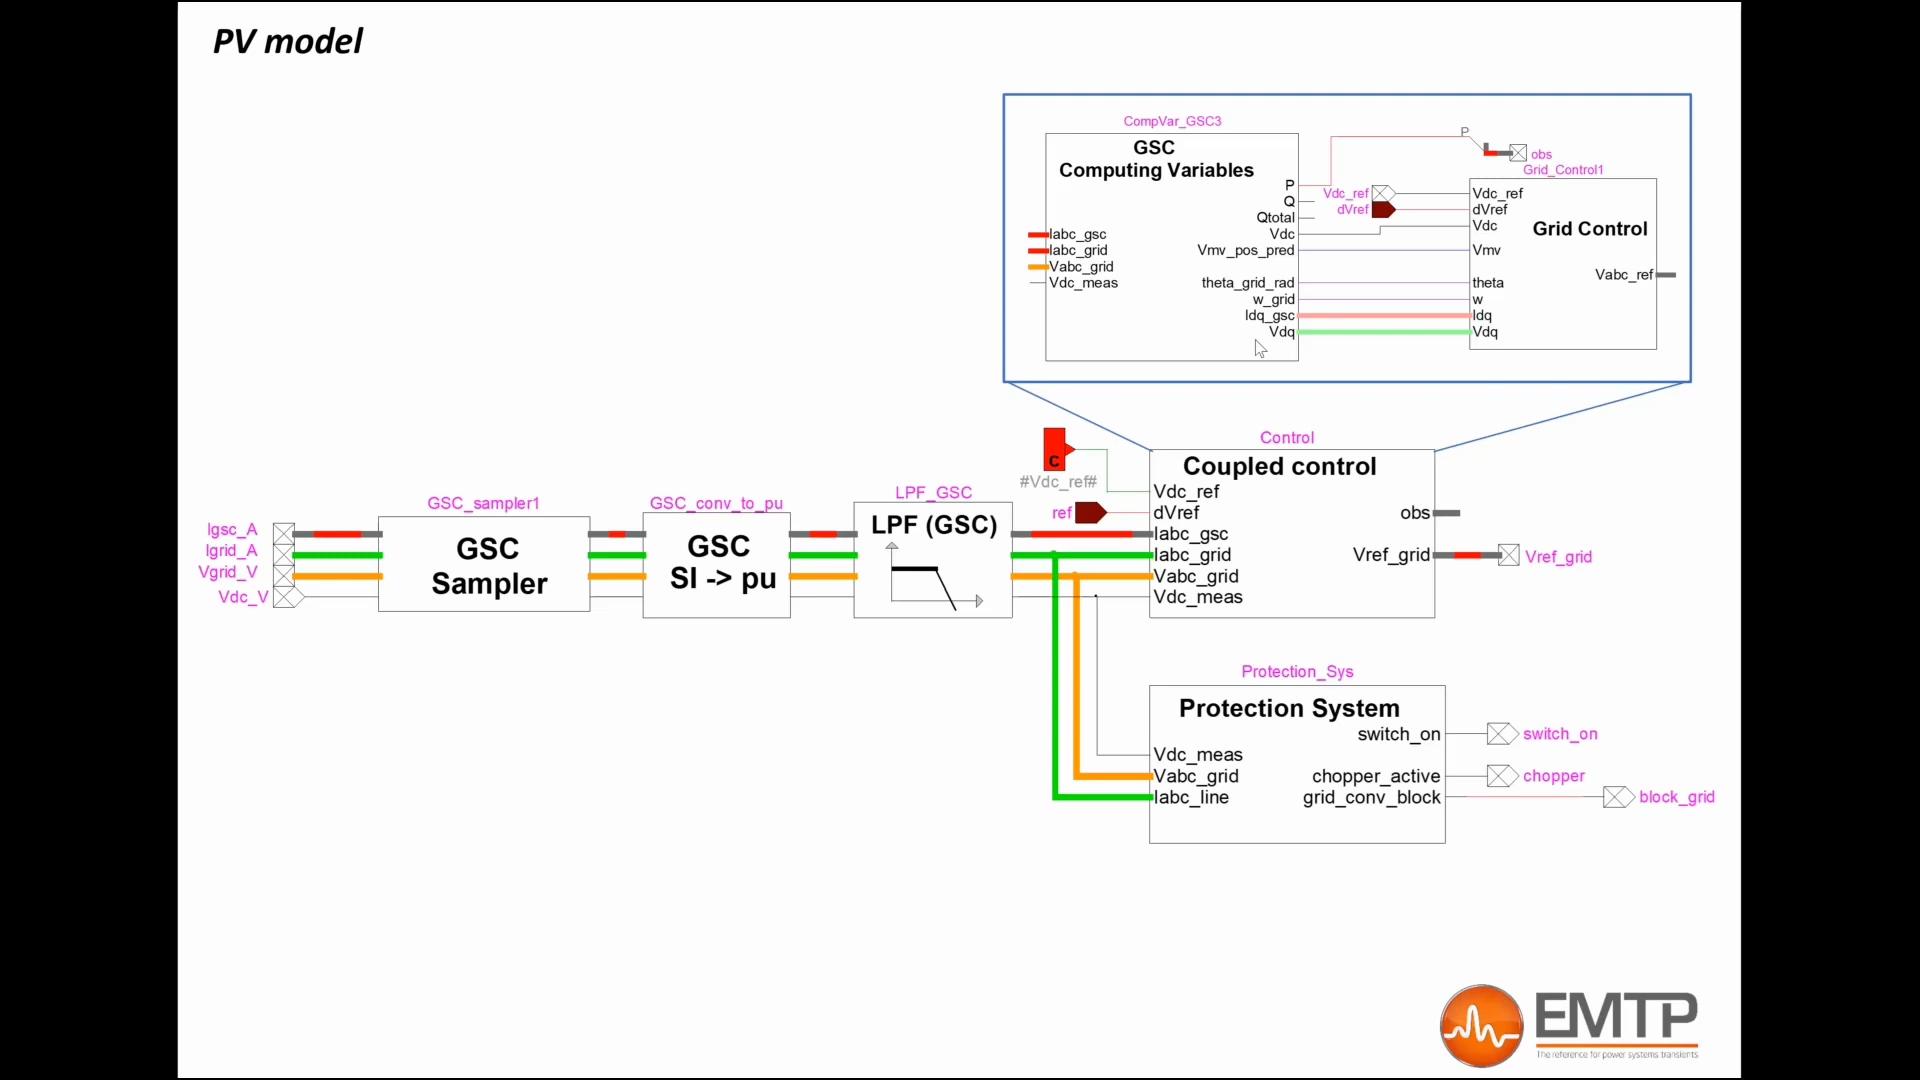 PV model
CompVar_GSC3
GSC
Computing Variables
P
Q
Qtotal
Vdc
Vmv_pos_pred
theta_grid_rad
w_grid
Idq_gsc
Vdq
Iabc_gsc
Iabc_grid
Vabc_grid
Vdc_meas
P
obs
Grid_Control1
Vdc_ref
dVref
Vdc_ref
dVref
Vdc
Vmv
theta
w
Idq
Vdq
Grid Control
Vabc_ref
Control
Coupled control
C
#Vdc_ref#
ref
Vdc_ref
dVref
Iabc_gsc
Iabc_grid
Vabc_grid
Vdc_meas
obs
Vref_grid
Vref_grid
Igsc_A
Igrid_A
Vgrid_V
Vdc_V
GSC_sampler1
GSC
Sampler
GSC_conv_to_pu
GSC
SI -> pu
LPF_GSC
LPF (GSC)
Protection_Sys
Protection System
Vdc_meas
Vabc_grid
Iabc_line
switch_on
chopper_active
grid_conv_block
switch_on
chopper
block_grid
EMTP
The reference for power systems transients